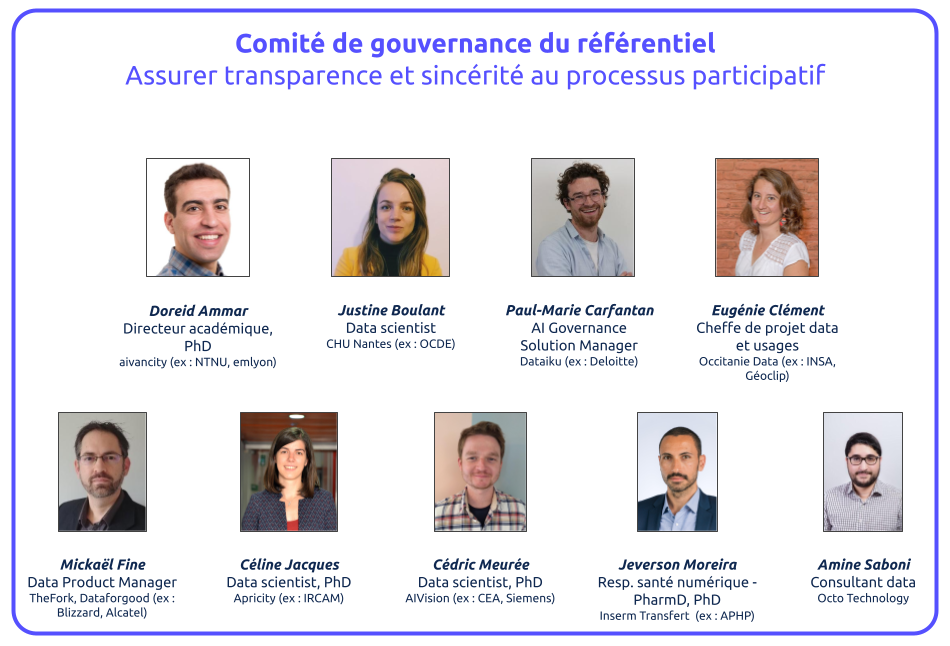 Comité de gouvernance du référentiel
Assurer transparence et sincérité au processus participatif
Doreid Ammar
Directeur académique,
PhD
aivancity (ex : NTNU, emlyon)
Justine Boulant
Data scientist
CHU Nantes (ex : OCDE)
Paul-Marie Carfantan
AI Governance
Solution Manager
Dataiku (ex : Deloitte)
Eugénie Clément
Cheffe de projet data
et usages
Occitanie Data (ex : INSA,
Géoclip)
Mickaël Fine
Data Product Manager
TheFork, Dataforgood (ex :
Blizzard, Alcatel)
Céline Jacques
Data scientist, PhD
Apricity (ex : IRCAM)
Cédric Meurée
Data scientist, PhD
AIVision (ex : CEA, Siemens)
Jeverson Moreira
Resp. santé numérique -
PharmD, PhD
Inserm Transfert (ex : APHP)
Amine Saboni
Consultant data
Octo Technology